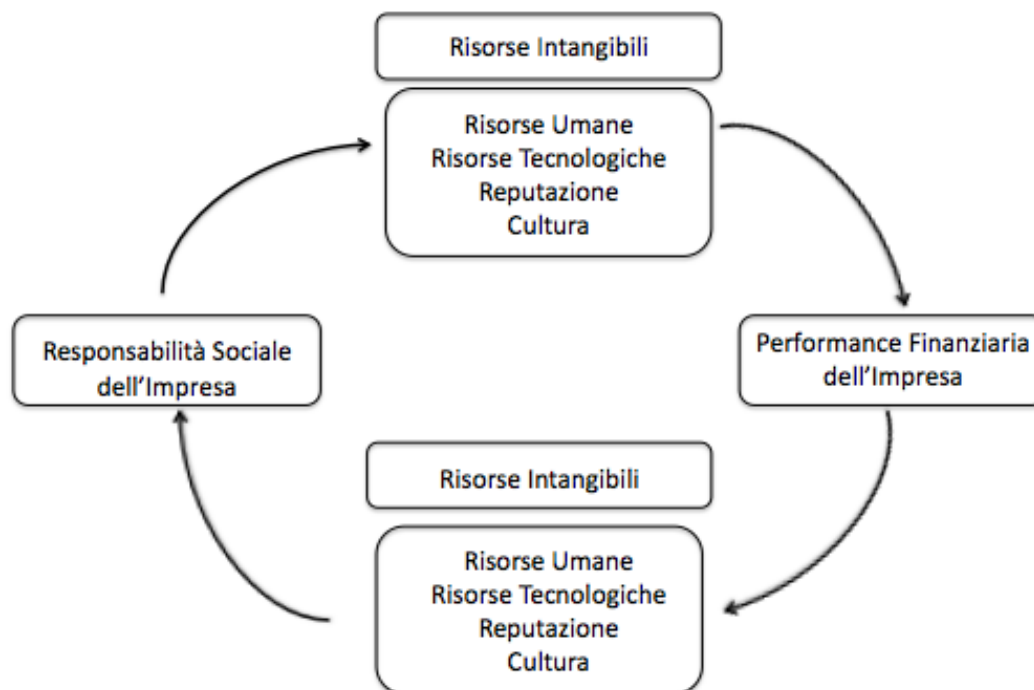 Risorse Intangibili
Risorse Umane
Risorse Tecnologiche
Reputazione
Cultura
Responsabilità Sociale
dell'Impresa
Performance Finanziaria
dell'Impresa
Risorse Intangibili
Risorse Umane
Risorse Tecnologiche
Reputazione
Cultura